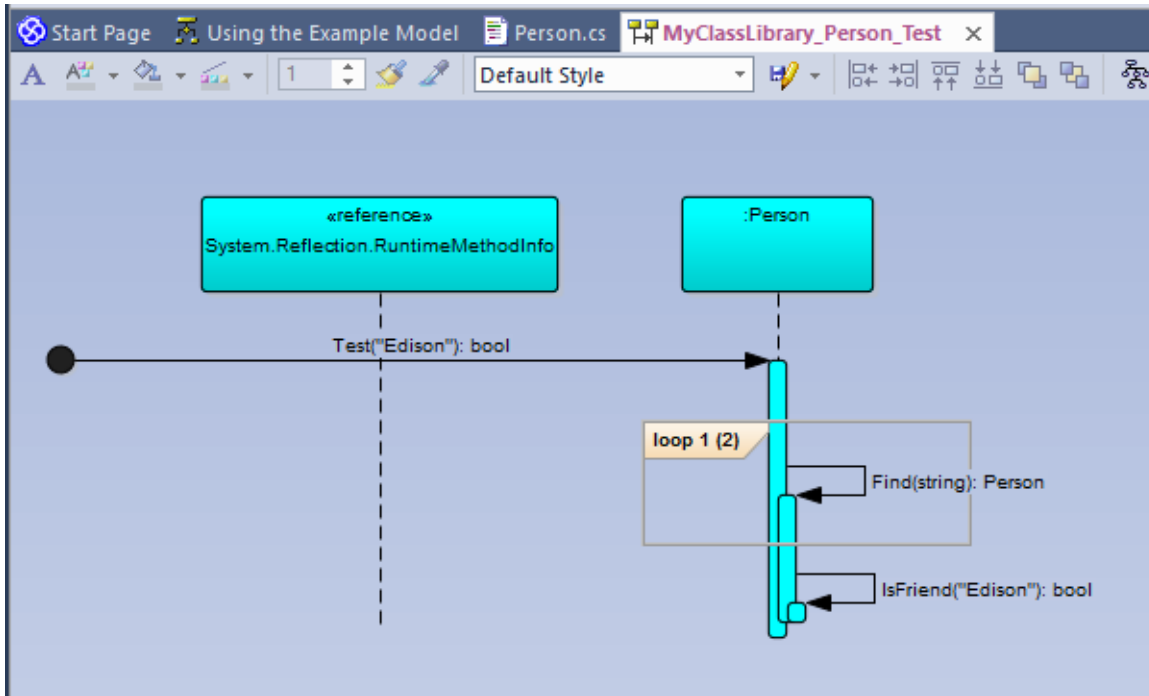 Start Page Using the Example Model Person.cs MyClassLibrary_Person_Test
A 1 Default Style
«reference»
System.Reflection.RuntimeMethodInfo
:Person
Test("Edison"): bool
loop 1 (2)
Find(string): Person
IsFriend("Edison"): bool